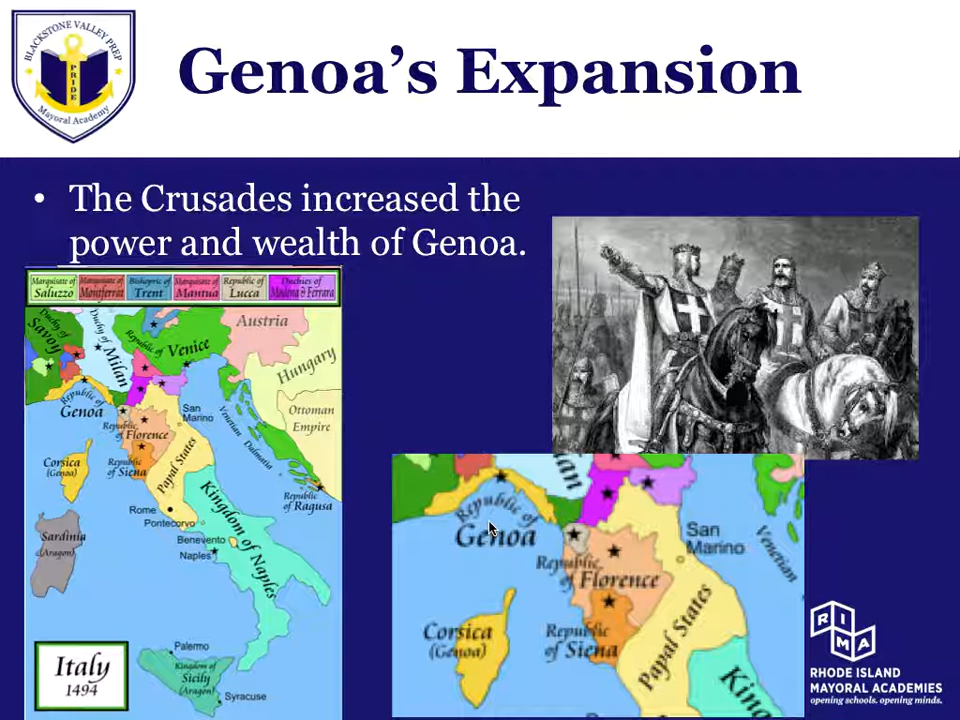 BLACKSTONE VALLEY PREP
PRIDE
Mayoral Academy
Genoa's Expansion
• The Crusades increased the
power and wealth of Genoa.
Marquisate of Saluzzo
Marquisate of Montferrat
Bishopric of Trent
Marquisate of Mantua
Republic of Lucca
Duchies of Modena & Ferrara
Duchy of Savoy
Duchy of Milan
Republic of Venice
Austria
Hungary
Republic of Genoa
San Marino
Ottoman Empire
Republic of Florence
Venetian Dalmatia
Corsica
(Genoa)
Republic of Siena
Papal States
Republic of Ragusa
Rome
Pontecorvo
Kingdom of Naples
Sardinia
(Aragon)
Benevento
Naples
Palermo
Kingdom of Sicily
(Aragon)
Syracuse
Italy
1494
ian
Republic of
Genoa
San
Marino
Venetian
Republic
of Florence
Corsica
(Genoa)
Republic
of Siena
Papal States
King
RIMA
RHODE ISLAND
MAYORAL ACADEMIES
opening schools. opening minds.